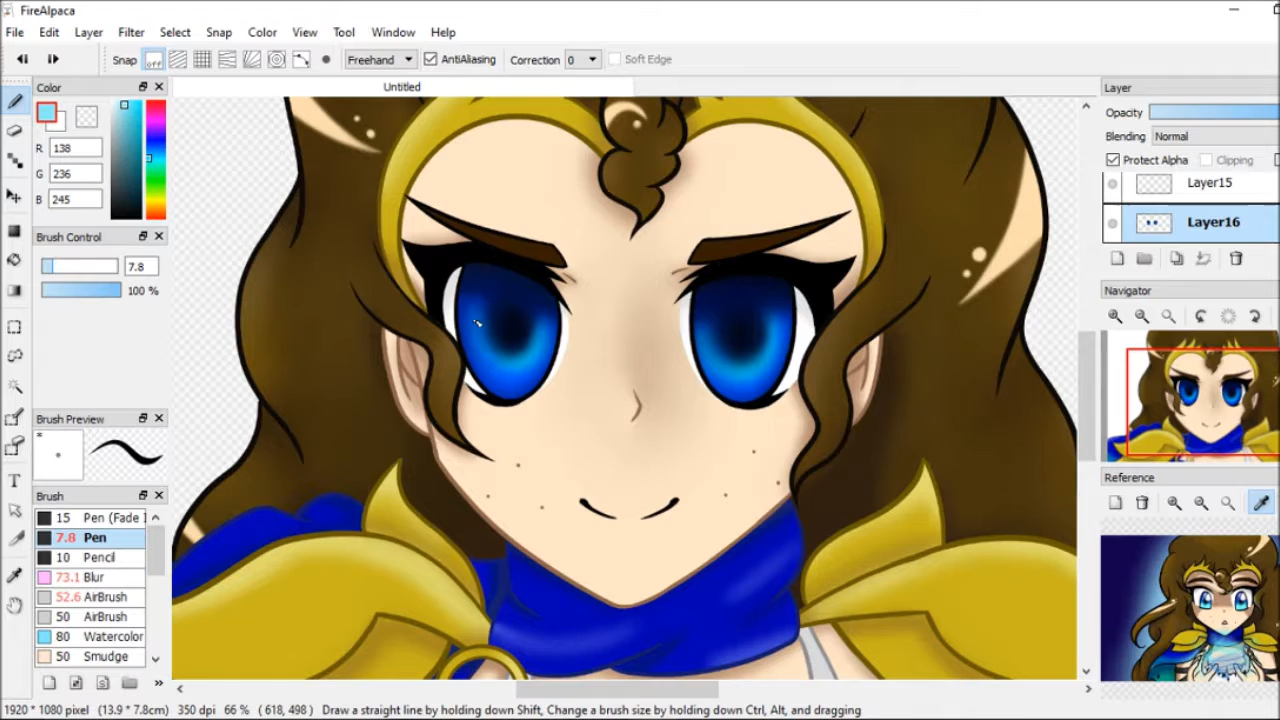 FireAlpaca
File Edit Layer Filter Select Snap Color View Tool Window Help
Snap off Freehand AntiAliasing Correction 0 Soft Edge
Color
Untitled
Layer
R 138
G 236
B 245
Opacity
Blending Normal
Protect Alpha Clipping
Layer15
Layer16
Brush Control
7.8
100 %
Navigator
Brush Preview
Reference
Brush
15 Pen (Fade I
7.8 Pen
10 Pencil
73.1 Blur
52.6 AirBrush
50 AirBrush
80 Watercolor
50 Smudge
1920 * 1080 pixel (13.9 * 7.8cm) 350 dpi 66 % ( 618, 498 ) Draw a straight line by holding down Shift, Change a brush size by holding down Ctrl, Alt, and dragging